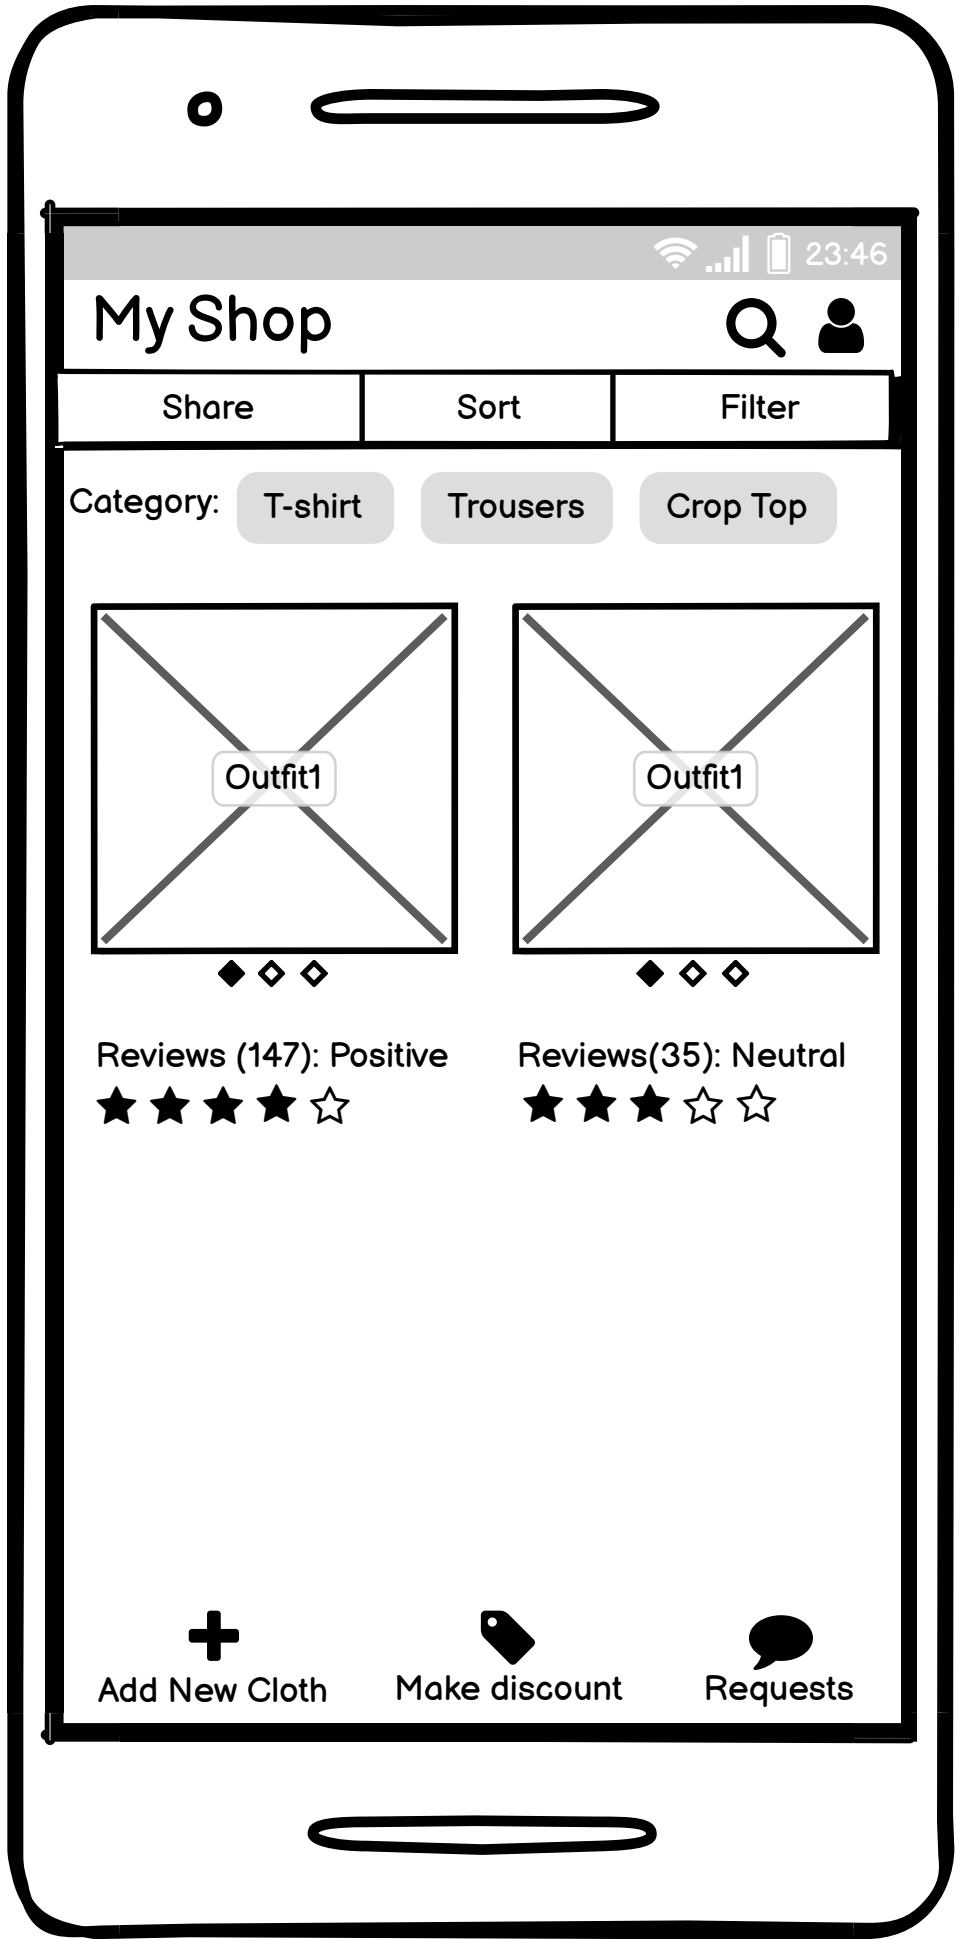 23:46
My Shop
Share Sort Filter
Category: T-shirt Trousers Crop Top
Outfit1 Outfit1
Reviews (147): Positive Reviews(35): Neutral
Add New Cloth Make discount Requests